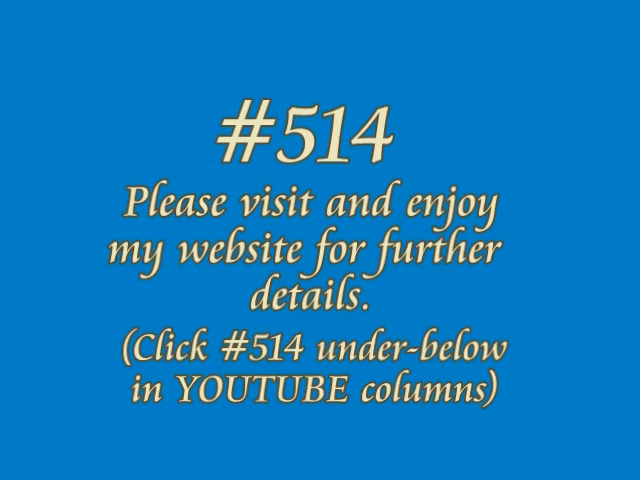 #514
Please visit and enjoy
my website for further
details.
(Click #514 under-below
in YOUTUBE columns)